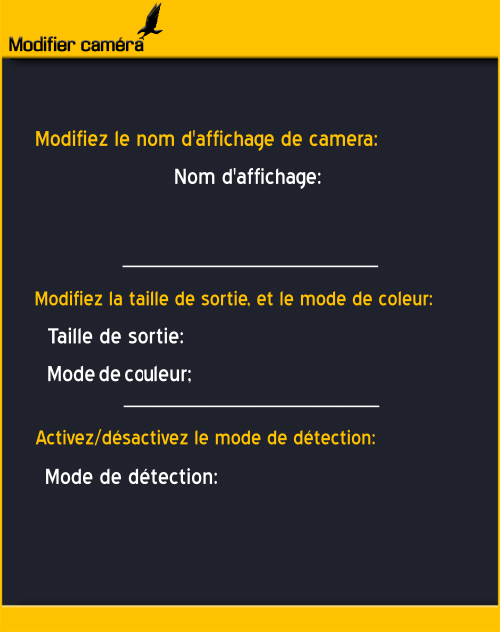 Modifier caméra
Modifiez le nom d'affichage de camera:
Nom d'affichage:
Modifiez la taille de sortie, et le mode de coleur:
Taille de sortie:
Mode de couleur:
Activez/désactivez le mode de détection:
Mode de détection: